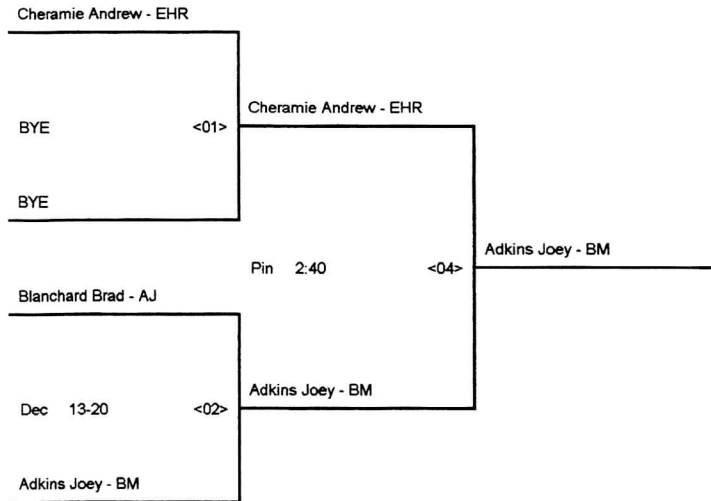 Cheramie Andrew - EHR
Cheramie Andrew - EHR
BYE <01>
BYE
Adkins Joey - BM
Pin 2:40 <04>
Blanchard Brad - AJ
Adkins Joey - BM
Dec 13-20 <02>
Adkins Joey - BM